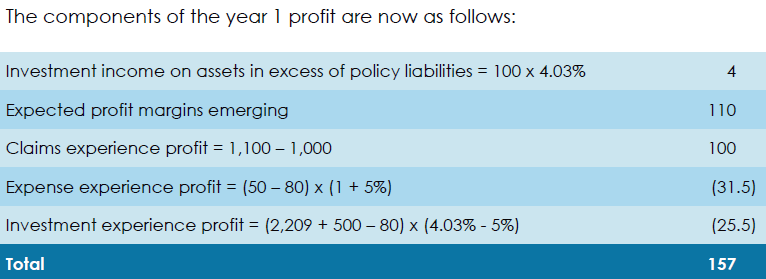 The components of the year 1 profit are now as follows:
Investment income on assets in excess of policy liabilities = 100 x 4.03% 4
Expected profit margins emerging 110
Claims experience profit = 1,100 – 1,000 100
Expense experience profit = (50 – 80) x (1 + 5%) (31.5)
Investment experience profit = (2,209 + 500 – 80) x (4.03% - 5%) (25.5)
Total 157